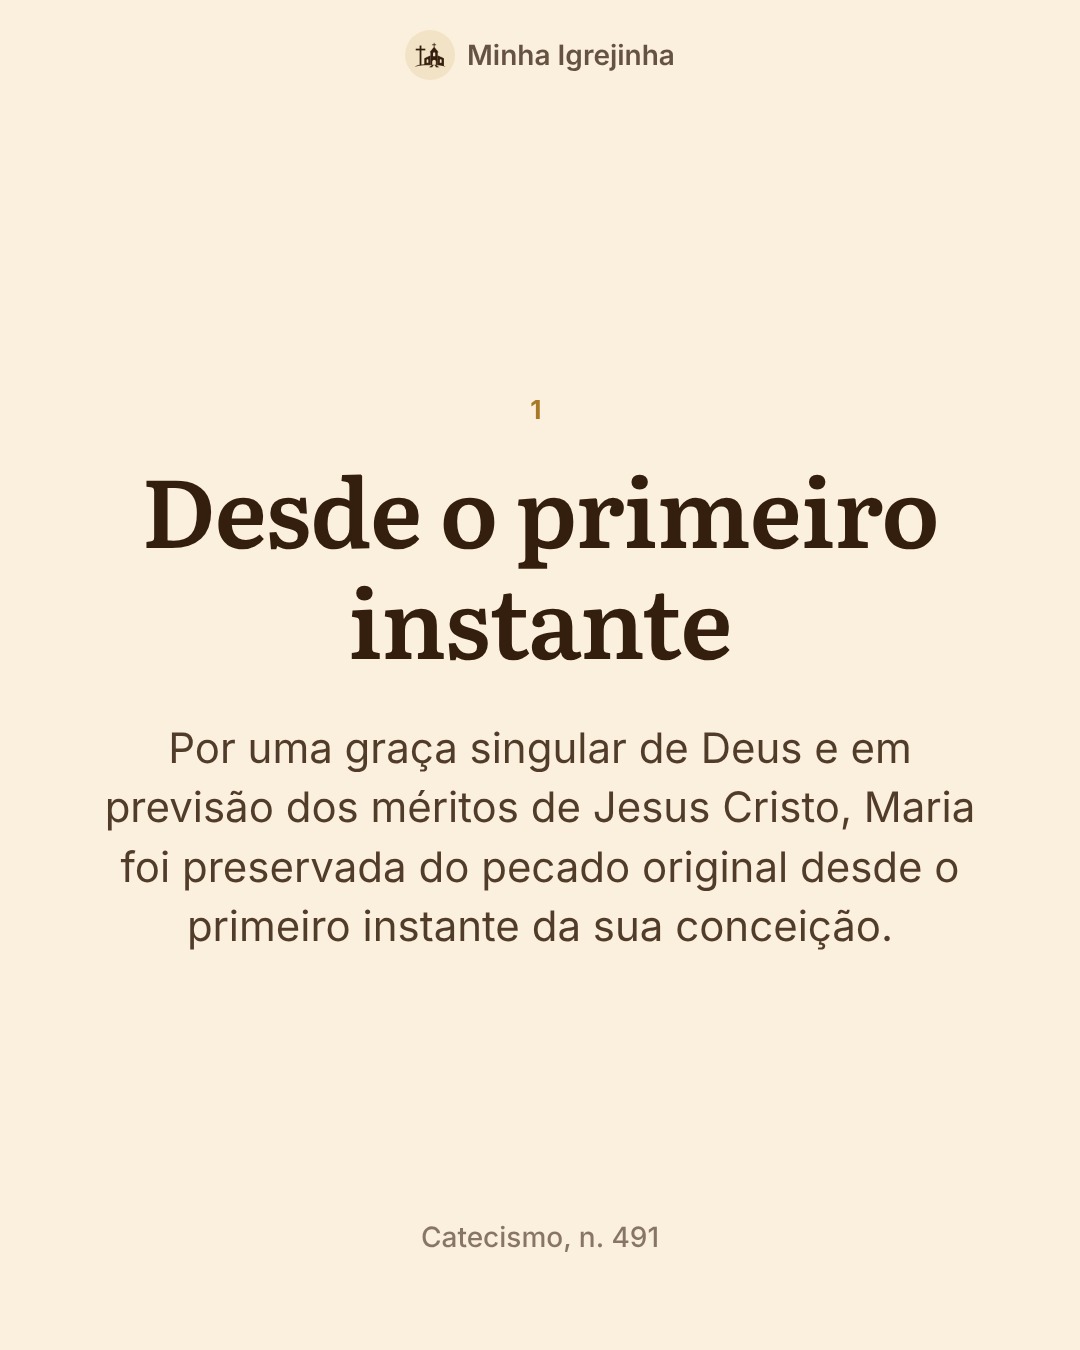 Minha Igrejinha
1
Desde o primeiro
instante
Por uma graça singular de Deus e em
previsão dos méritos de Jesus Cristo, Maria
foi preservada do pecado original desde o
primeiro instante da sua conceição.
Catecismo, n. 491